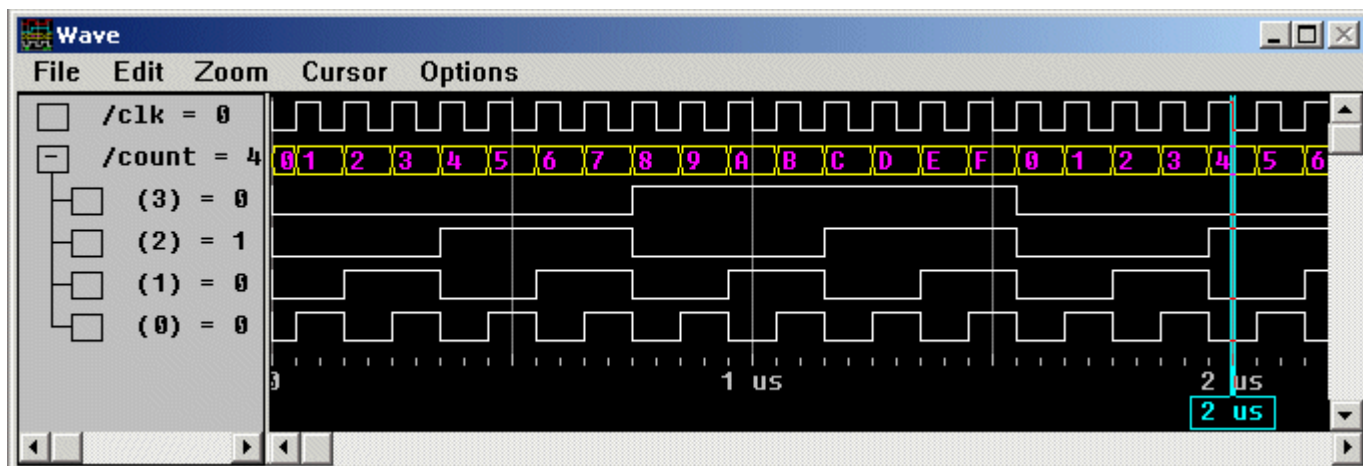 Wave
File Edit Zoom Cursor Options
/clk = 0
/count = 4 0 1 2 3 4 5 6 7 8 9 A B C D E F 0 1 2 3 4 5 6
(3) = 0
(2) = 1
(1) = 0
(0) = 0
0 1 us 2 us
2 us